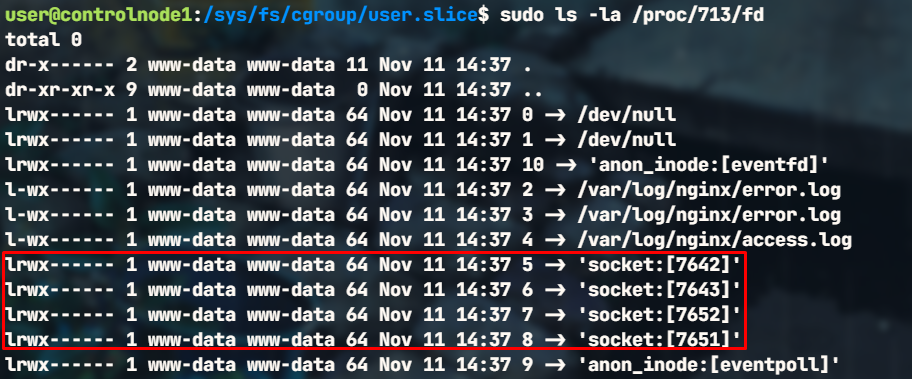 user@controlnode1:/sys/fs/cgroup/user.slice$ sudo ls -la /proc/713/fd
total 0
dr-x------ 2 www-data www-data 11 Nov 11 14:37 .
dr-xr-xr-x 9 www-data www-data  0 Nov 11 14:37 ..
lrwx------ 1 www-data www-data 64 Nov 11 14:37 0 -> /dev/null
lrwx------ 1 www-data www-data 64 Nov 11 14:37 1 -> /dev/null
lrwx------ 1 www-data www-data 64 Nov 11 14:37 10 -> 'anon_inode:[eventfd]'
l-wx------ 1 www-data www-data 64 Nov 11 14:37 2 -> /var/log/nginx/error.log
l-wx------ 1 www-data www-data 64 Nov 11 14:37 3 -> /var/log/nginx/error.log
l-wx------ 1 www-data www-data 64 Nov 11 14:37 4 -> /var/log/nginx/access.log
lrwx------ 1 www-data www-data 64 Nov 11 14:37 5 -> 'socket:[7642]'
lrwx------ 1 www-data www-data 64 Nov 11 14:37 6 -> 'socket:[7643]'
lrwx------ 1 www-data www-data 64 Nov 11 14:37 7 -> 'socket:[7652]'
lrwx------ 1 www-data www-data 64 Nov 11 14:37 8 -> 'socket:[7651]'
lrwx------ 1 www-data www-data 64 Nov 11 14:37 9 -> 'anon_inode:[eventpoll]'